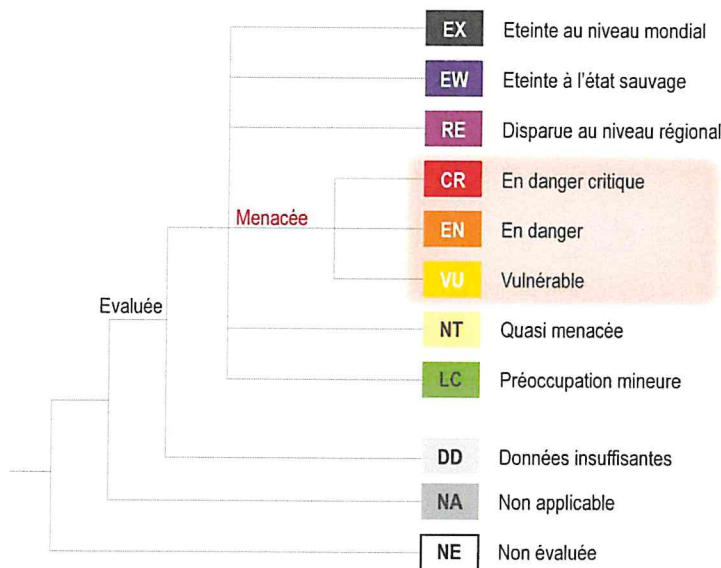 EX Eteinte au niveau mondial
EW Eteinte à l'état sauvage
RE Disparue au niveau régional
CR En danger critique
Menacée EN En danger
VU Vulnérable
Evaluée
NT Quasi menacée
LC Préoccupation mineure
DD Données insuffisantes
NA Non applicable
NE Non évaluée